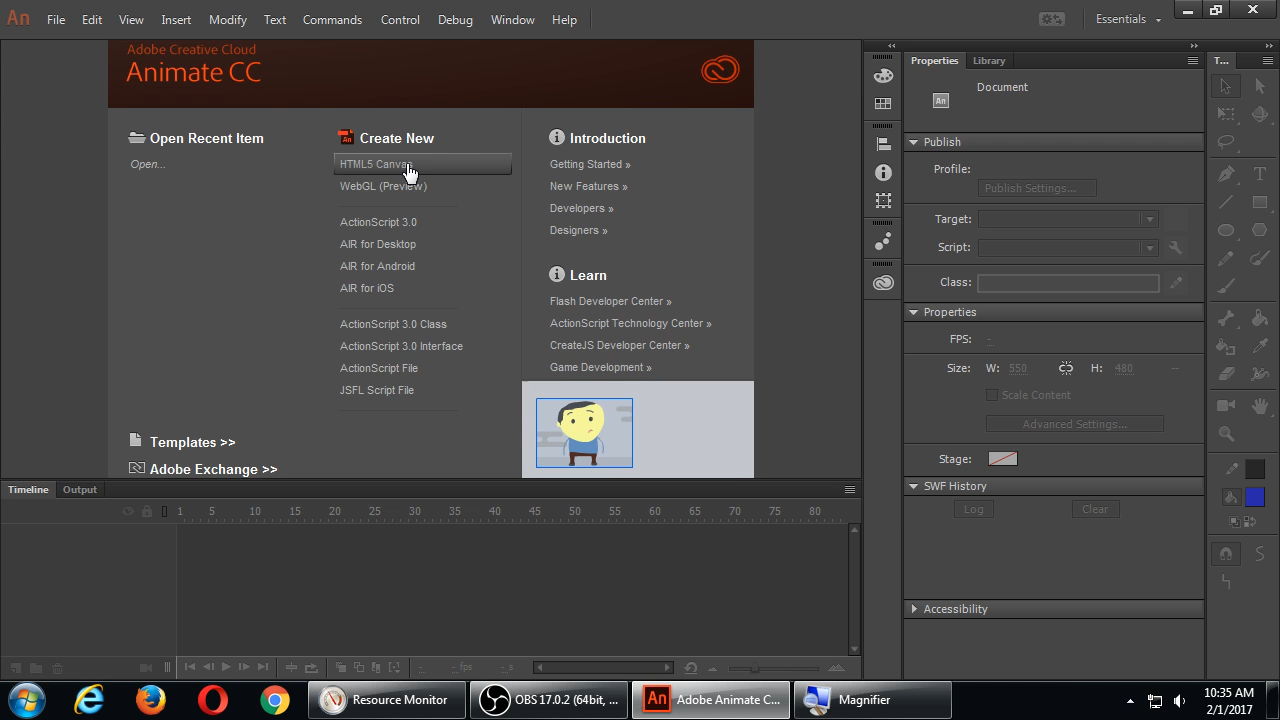 An File Edit View Insert Modify Text Commands Control Debug Window Help Essentials
Adobe Creative Cloud
Animate CC
Open Recent Item
Open...
Templates >>
Adobe Exchange >>
Create New
HTML5 Canvas
WebGL (Preview)
ActionScript 3.0
AIR for Desktop
AIR for Android
AIR for iOS
ActionScript 3.0 Class
ActionScript 3.0 Interface
ActionScript File
JSFL Script File
Introduction
Getting Started »
New Features »
Developers »
Designers »
Learn
Flash Developer Center »
ActionScript Technology Center »
CreateJS Developer Center »
Game Development »
Properties Library
T...
An Document
Publish
Profile:
Publish Settings...
Target:
Script:
Class:
Properties
FPS: -
Size: W: 550 H: 480 --
Scale Content
Advanced Settings...
Stage:
SWF History
Log Clear
Accessibility
Timeline Output
1 5 10 15 20 25 30 35 40 45 50 55 60 65 70 75 80
.. .. fps .. s
Resource Monitor
OBS 17.0.2 (64bit, ...
An Adobe Animate C...
Magnifier
10:35 AM
2/1/2017